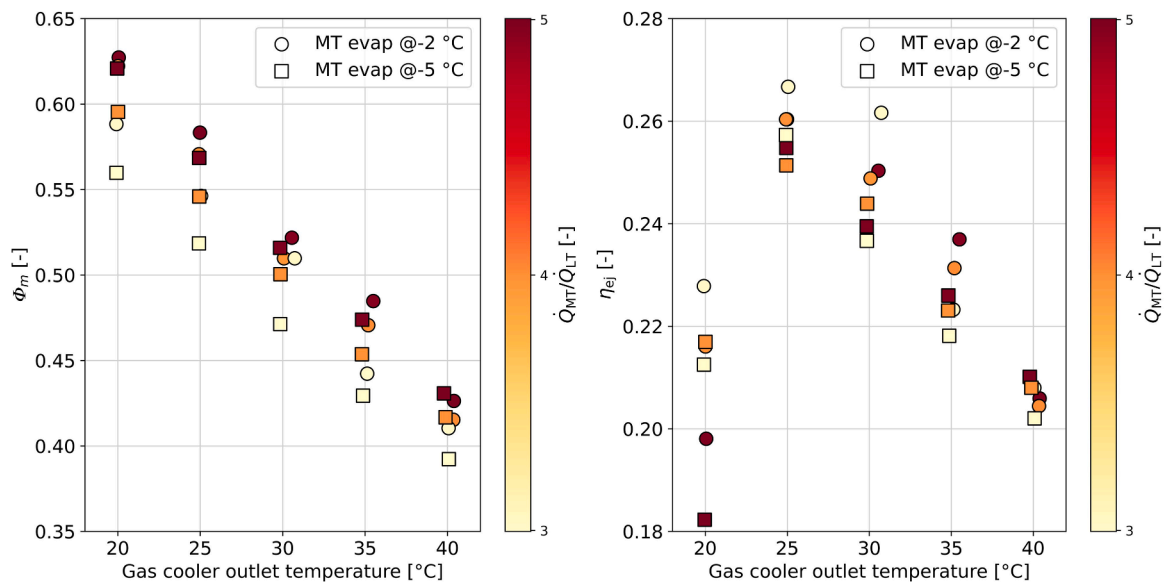 0.65
0.60
0.55
0.50
0.45
0.40
0.35
Φm [-]
20 25 30 35 40
Gas cooler outlet temperature [°C]
MT evap @-2 °C
MT evap @-5 °C
5
4
3
Q̇MT/Q̇LT [-]
0.28
0.26
0.24
0.22
0.20
0.18
ηej [-]
20 25 30 35 40
Gas cooler outlet temperature [°C]
MT evap @-2 °C
MT evap @-5 °C
5
4
3
Q̇MT/Q̇LT [-]